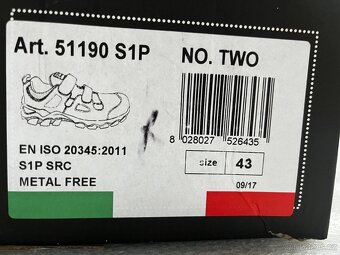 Art. 51190 S1P NO. TWO
8 028027 526435
EN ISO 20345:2011
S1P SRC
METAL FREE
size 43
09/17